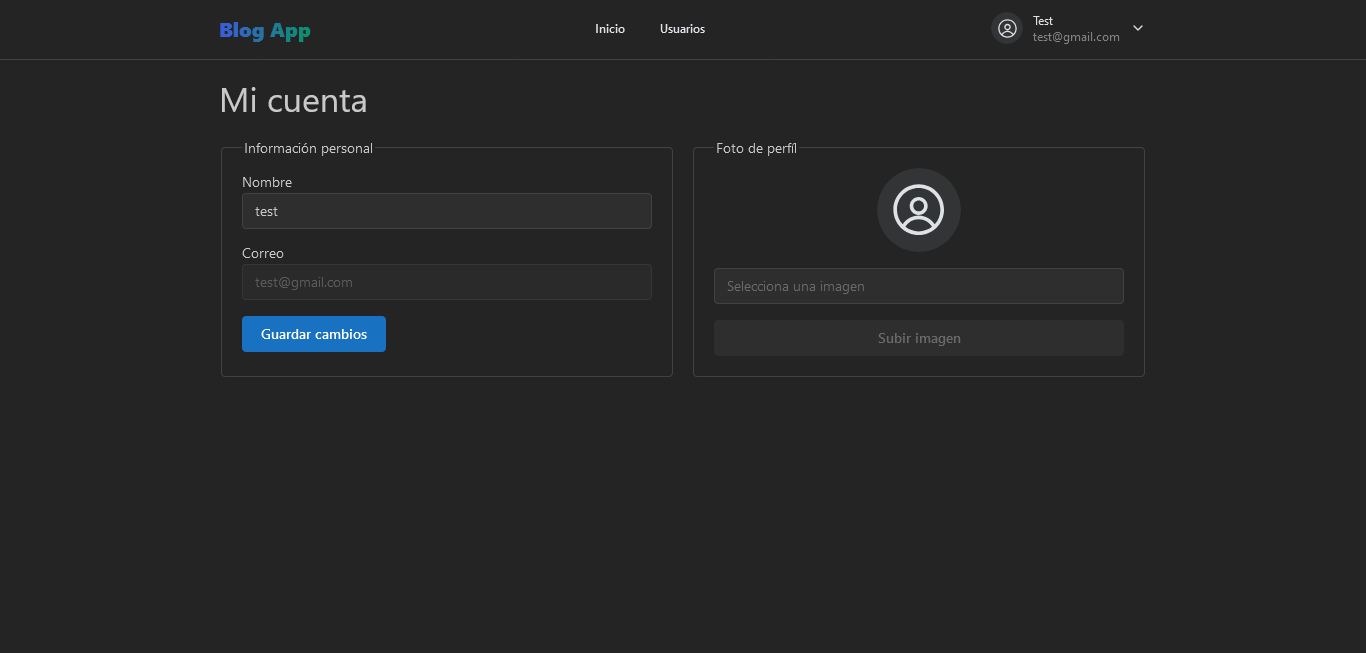 Blog App
Inicio
Usuarios
Test
test@gmail.com
Mi cuenta
Información personal
Nombre
test
Correo
test@gmail.com
Guardar cambios
Foto de perfíl
Selecciona una imagen
Subir imagen